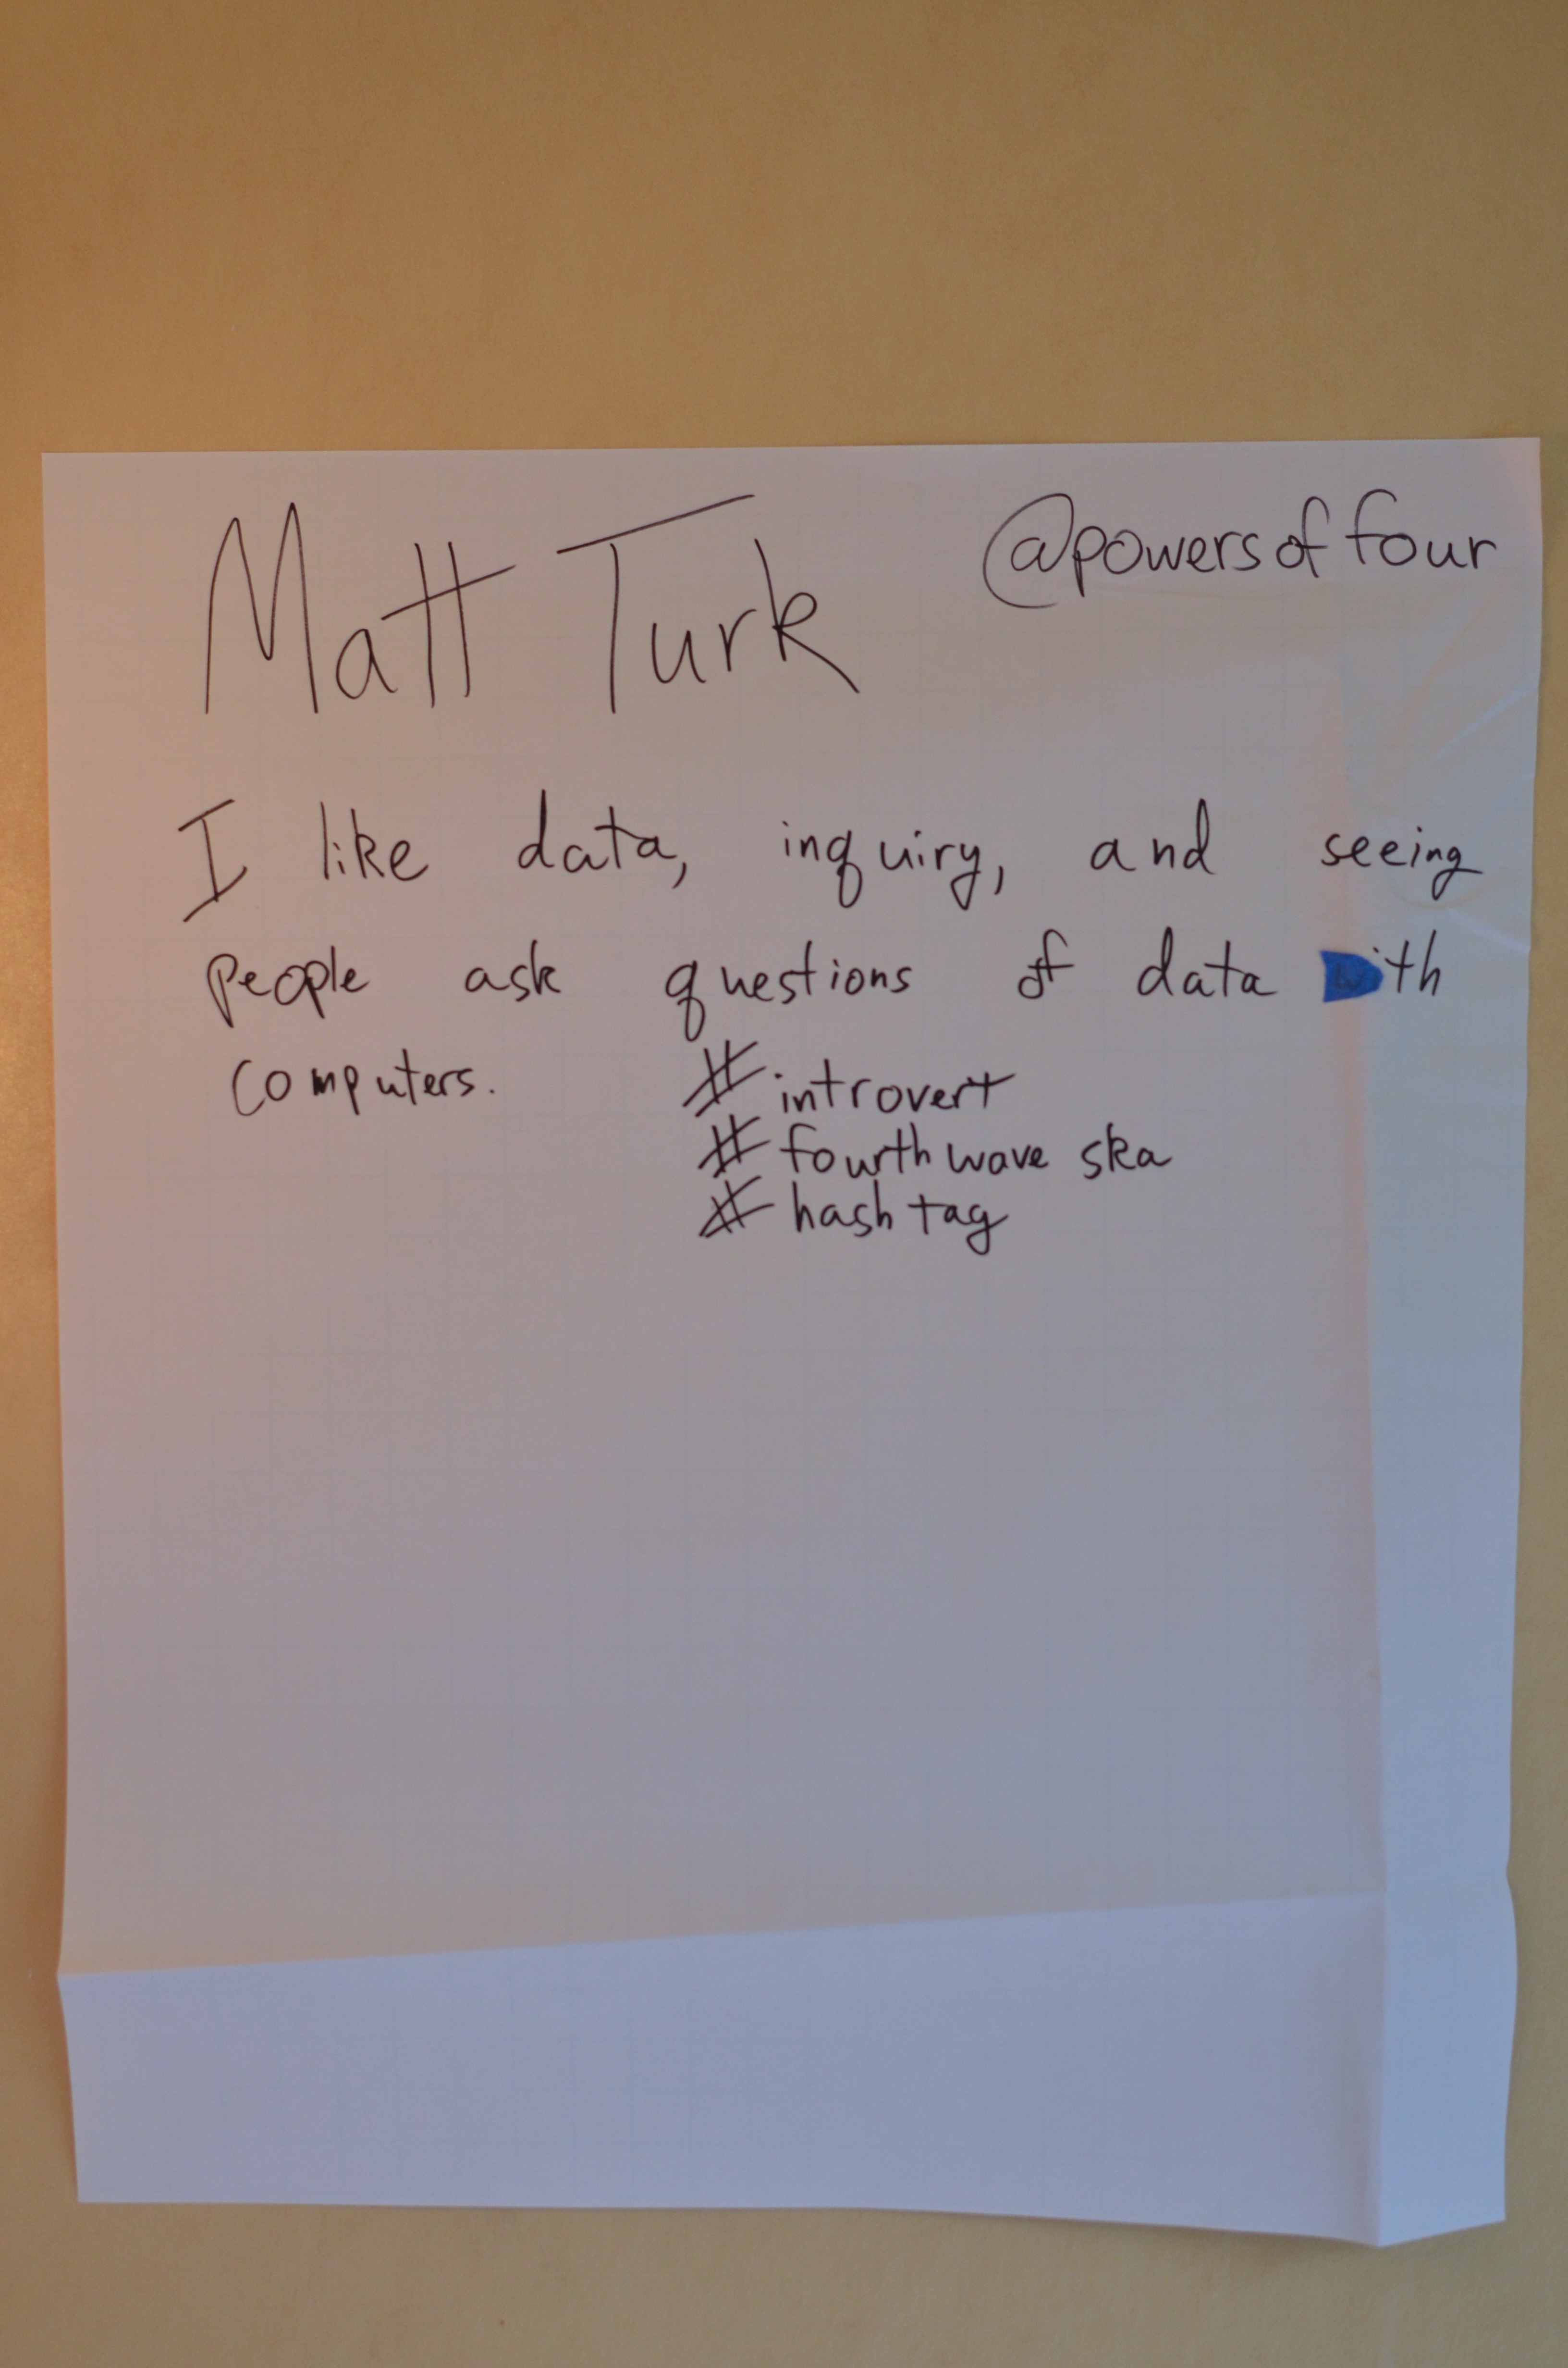 Matt Turk @powersoffour
I like data, inquiry, and seeing
people ask questions of data with
computers.
#introvert
#fourthwave ska
#hashtag